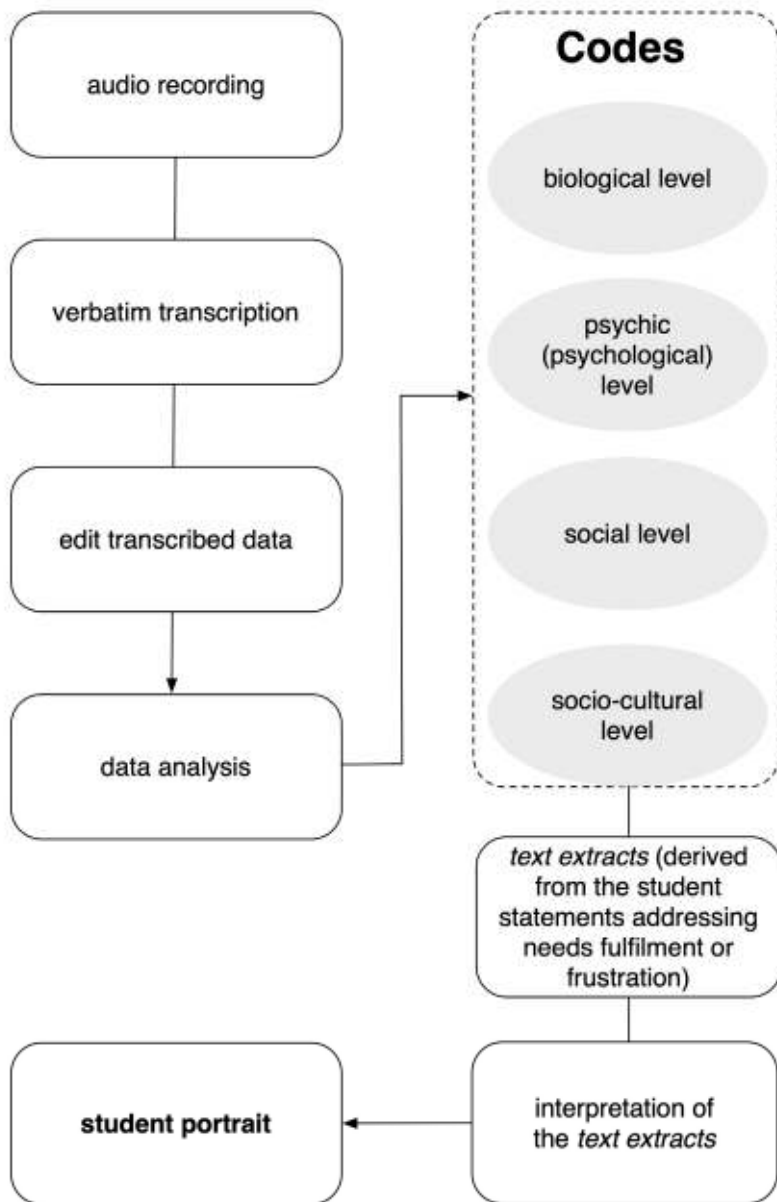 audio recording
verbatim transcription
edit transcribed data
data analysis
Codes
biological level
psychic
(psychological)
level
social level
socio-cultural
level
text extracts (derived
from the student
statements addressing
needs fulfilment or
frustration)
interpretation of
the text extracts
student portrait